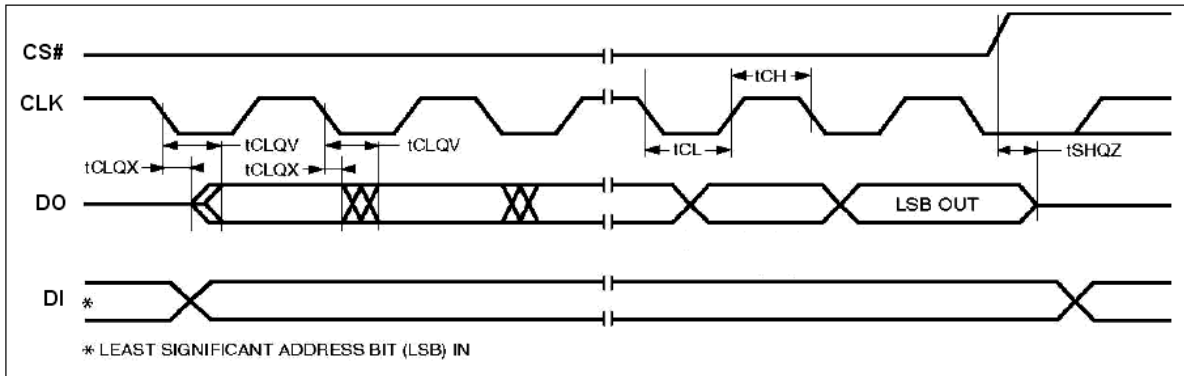 CS#
tCH
CLK
tCLQV
tCLQV
tCL
tSHQZ
tCLQX
tCLQX
DO
LSB OUT
DI
*
* LEAST SIGNIFICANT ADDRESS BIT (LSB) IN